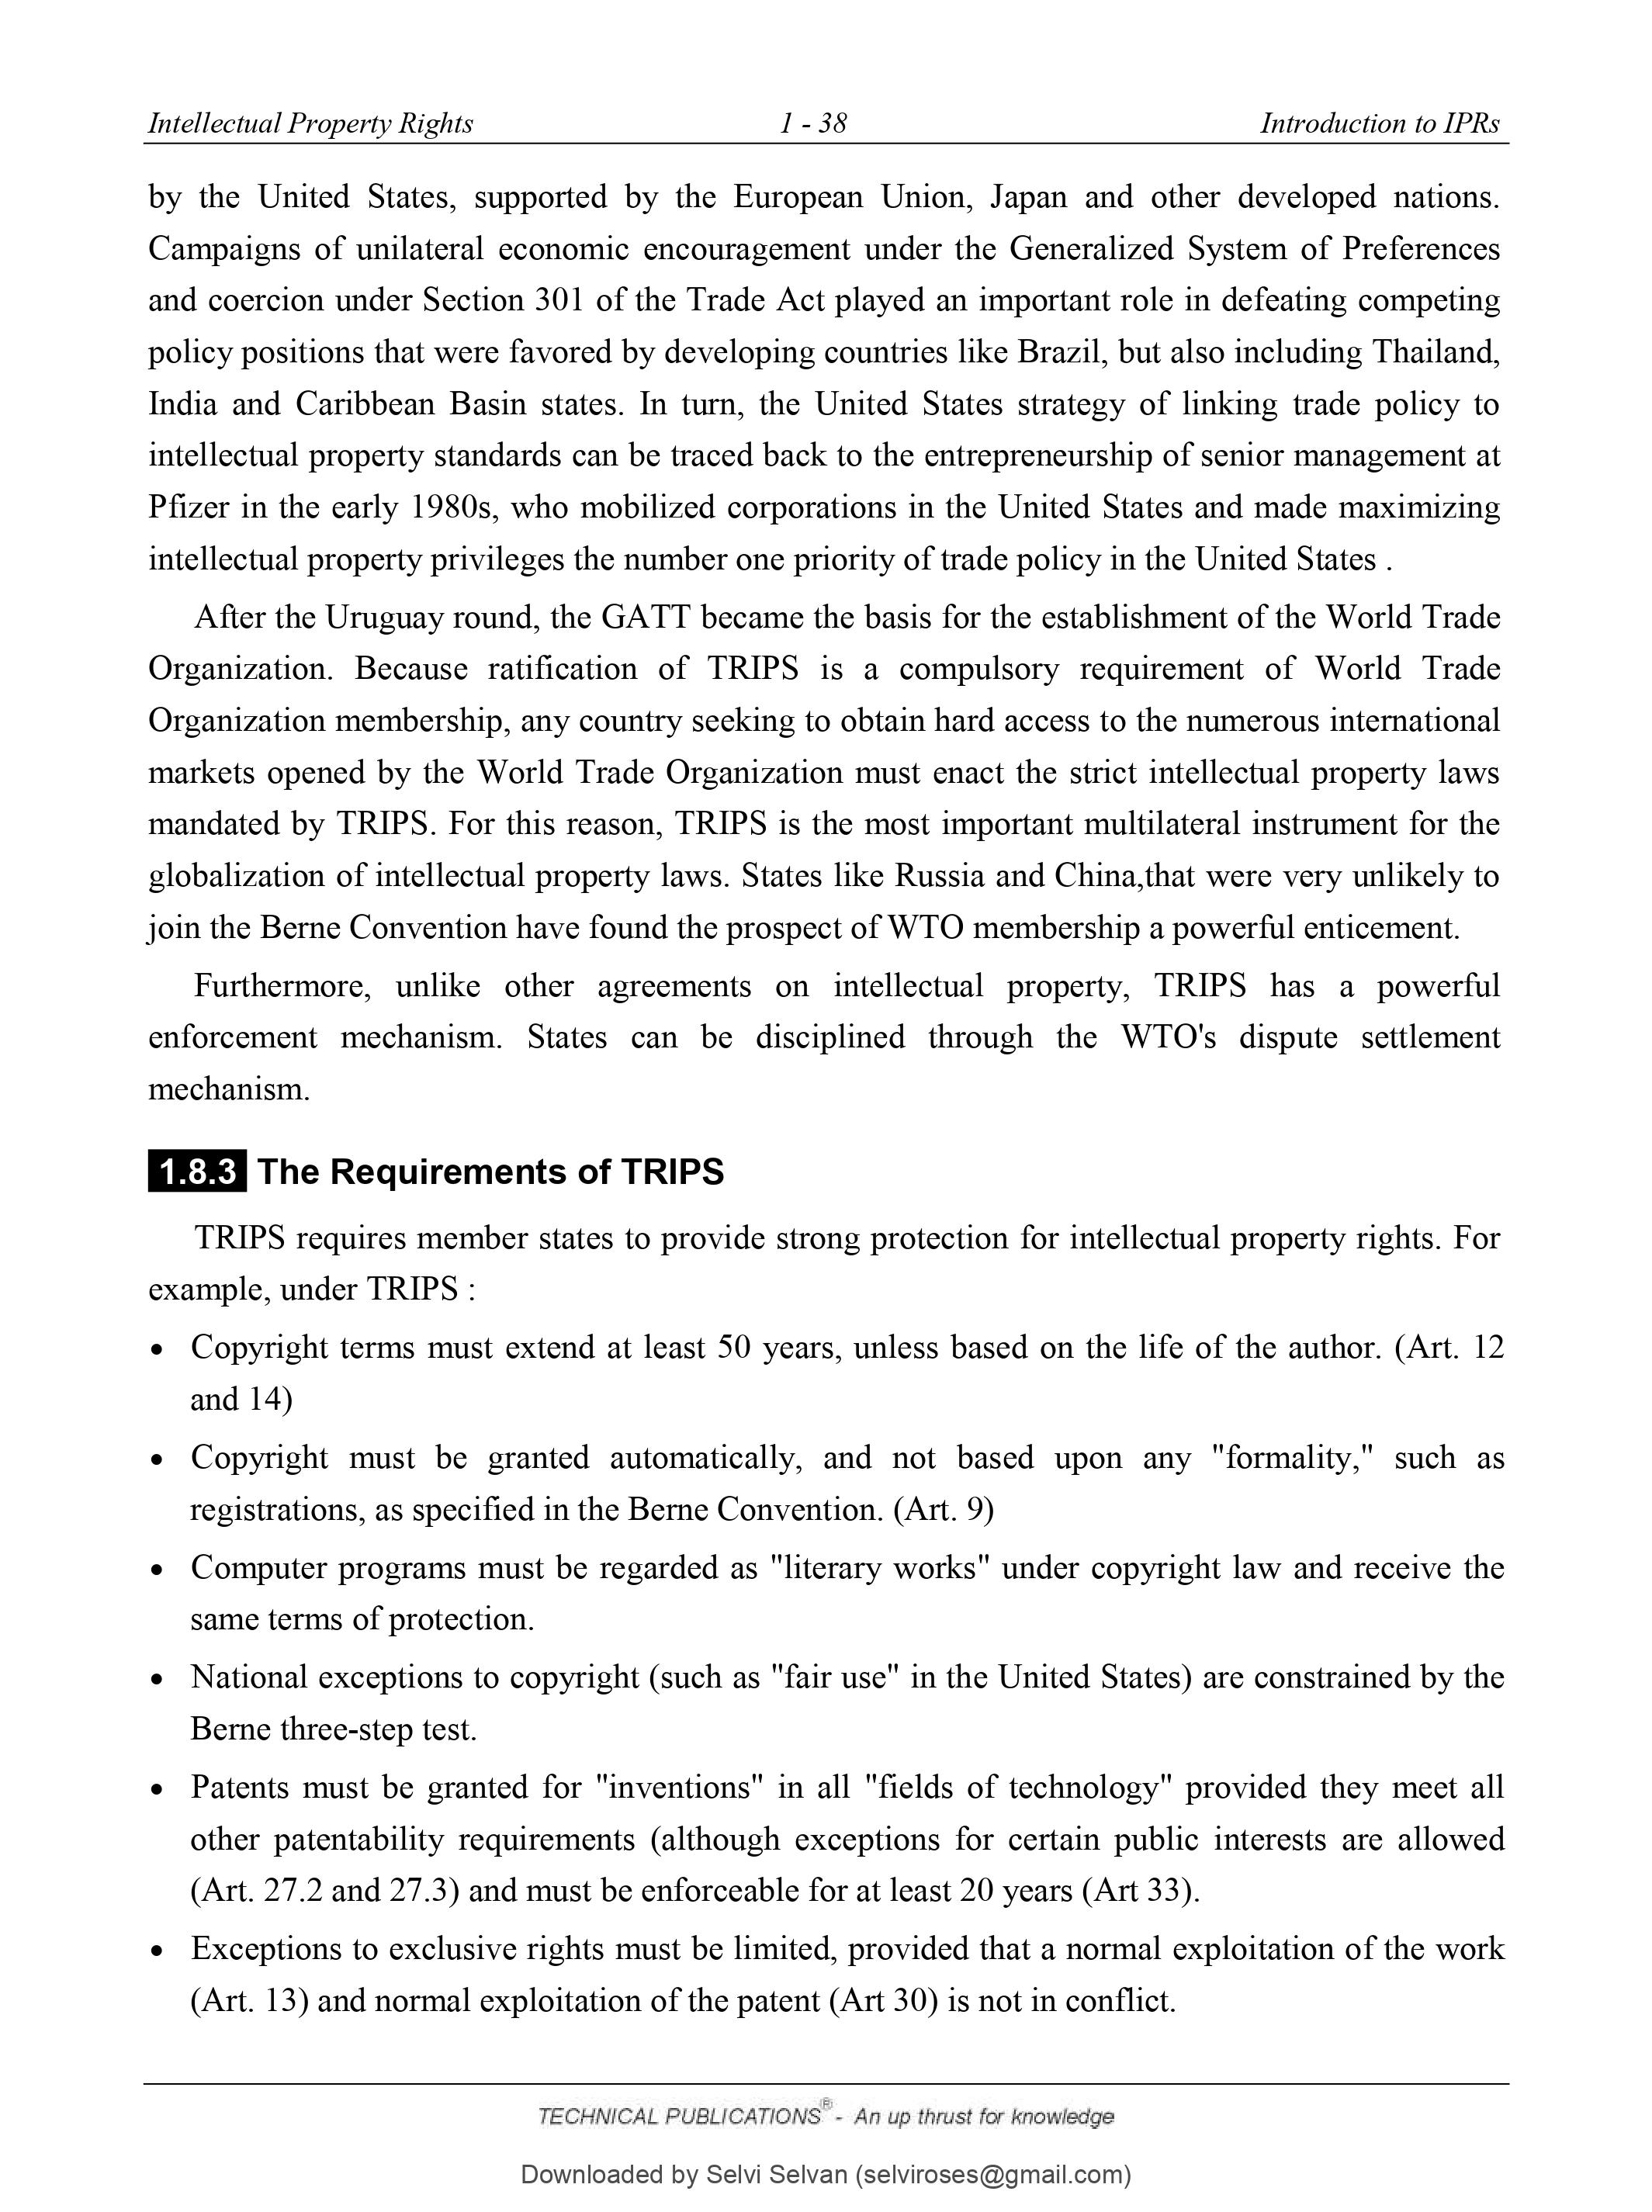 Intellectual Property Rights 1 - 38 Introduction to IPRs
by the United States, supported by the European Union, Japan and other developed nations.
Campaigns of unilateral economic encouragement under the Generalized System of Preferences
and coercion under Section 301 of the Trade Act played an important role in defeating competing
policy positions that were favored by developing countries like Brazil, but also including Thailand,
India and Caribbean Basin states. In turn, the United States strategy of linking trade policy to
intellectual property standards can be traced back to the entrepreneurship of senior management at
Pfizer in the early 1980s, who mobilized corporations in the United States and made maximizing
intellectual property privileges the number one priority of trade policy in the United States .
After the Uruguay round, the GATT became the basis for the establishment of the World Trade
Organization. Because ratification of TRIPS is a compulsory requirement of World Trade
Organization membership, any country seeking to obtain hard access to the numerous international
markets opened by the World Trade Organization must enact the strict intellectual property laws
mandated by TRIPS. For this reason, TRIPS is the most important multilateral instrument for the
globalization of intellectual property laws. States like Russia and China,that were very unlikely to
join the Berne Convention have found the prospect of WTO membership a powerful enticement.
Furthermore, unlike other agreements on intellectual property, TRIPS has a powerful
enforcement mechanism. States can be disciplined through the WTO's dispute settlement
mechanism.
1.8.3 The Requirements of TRIPS
TRIPS requires member states to provide strong protection for intellectual property rights. For
example, under TRIPS :
• Copyright terms must extend at least 50 years, unless based on the life of the author. (Art. 12
and 14)
• Copyright must be granted automatically, and not based upon any "formality," such as
registrations, as specified in the Berne Convention. (Art. 9)
• Computer programs must be regarded as "literary works" under copyright law and receive the
same terms of protection.
• National exceptions to copyright (such as "fair use" in the United States) are constrained by the
Berne three-step test.
• Patents must be granted for "inventions" in all "fields of technology" provided they meet all
other patentability requirements (although exceptions for certain public interests are allowed
(Art. 27.2 and 27.3) and must be enforceable for at least 20 years (Art 33).
• Exceptions to exclusive rights must be limited, provided that a normal exploitation of the work
(Art. 13) and normal exploitation of the patent (Art 30) is not in conflict.
TECHNICAL PUBLICATIONS® - An up thrust for knowledge
Downloaded by Selvi Selvan (selviroses@gmail.com)